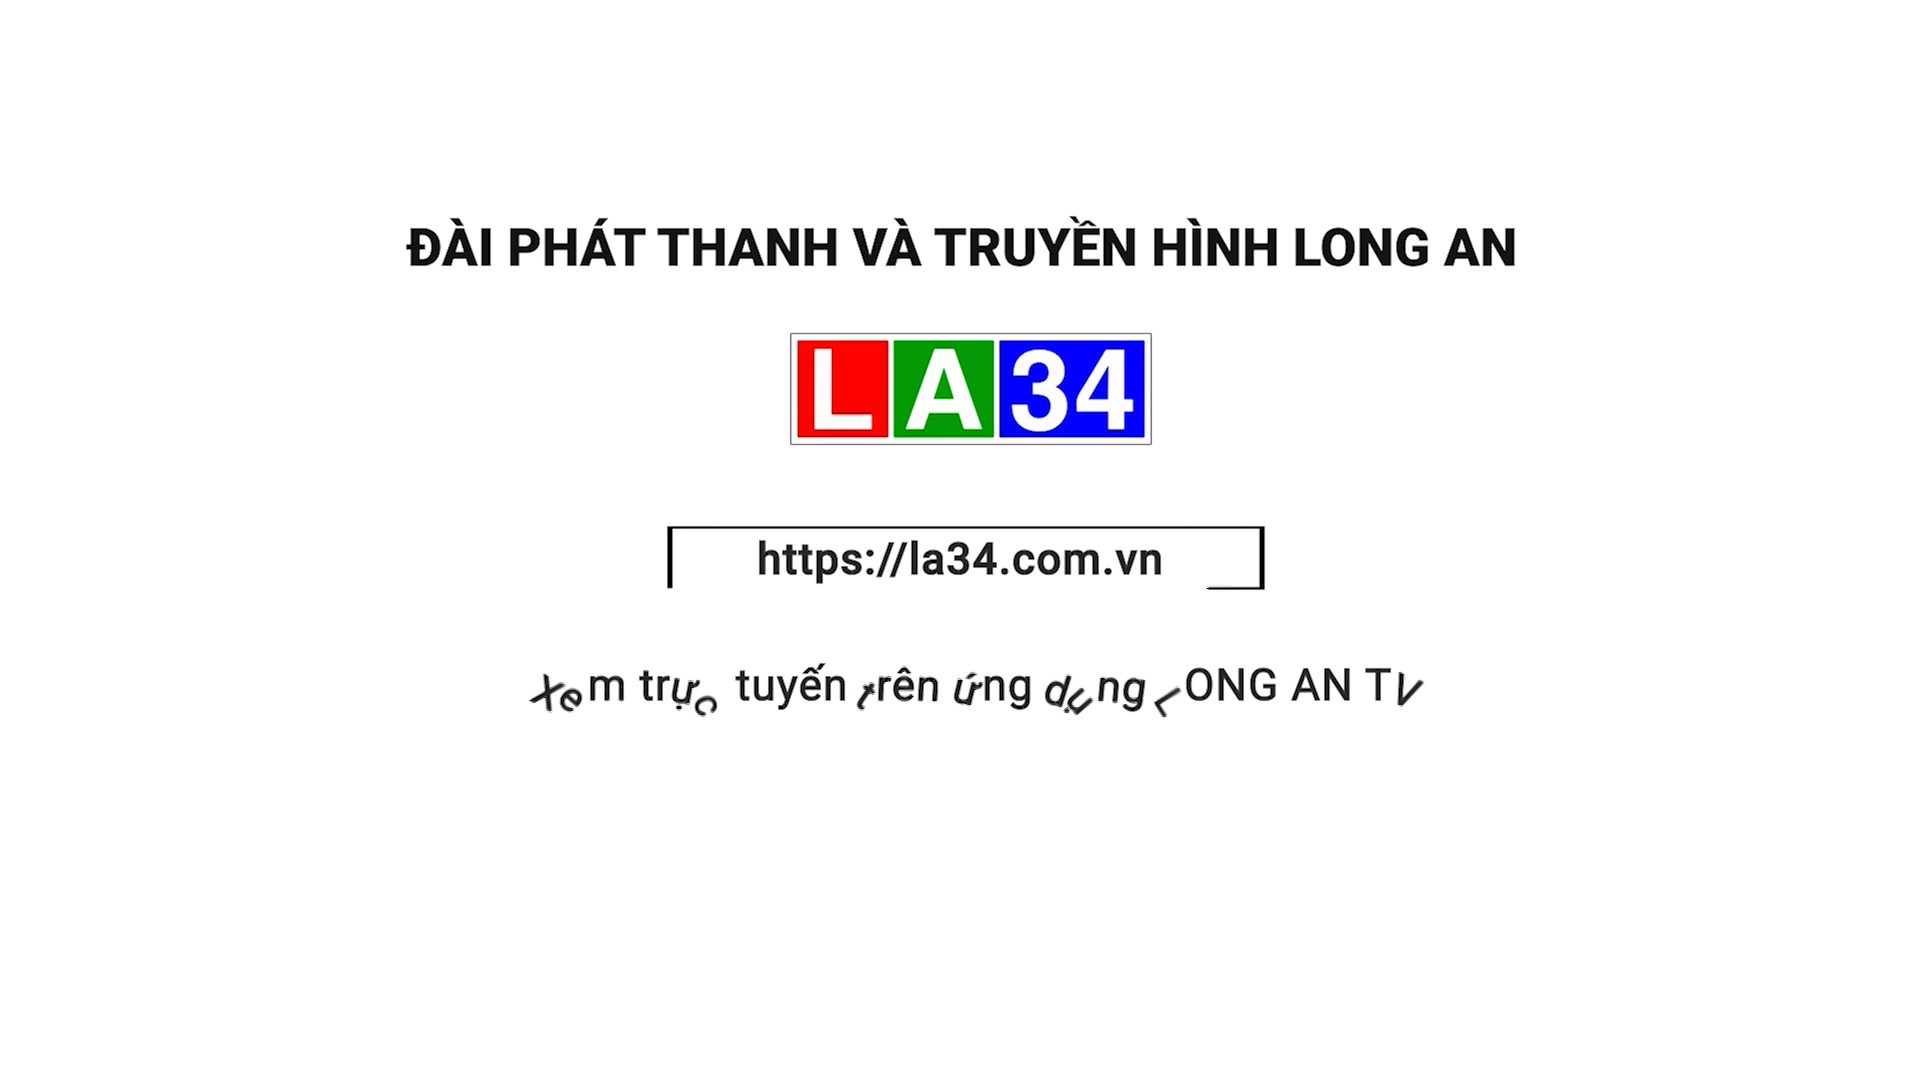 ĐÀI PHÁT THANH VÀ TRUYỀN HÌNH LONG AN
LA34
https://la34.com.vn
Xem trực tuyến trên ứng dụng LONG AN TV